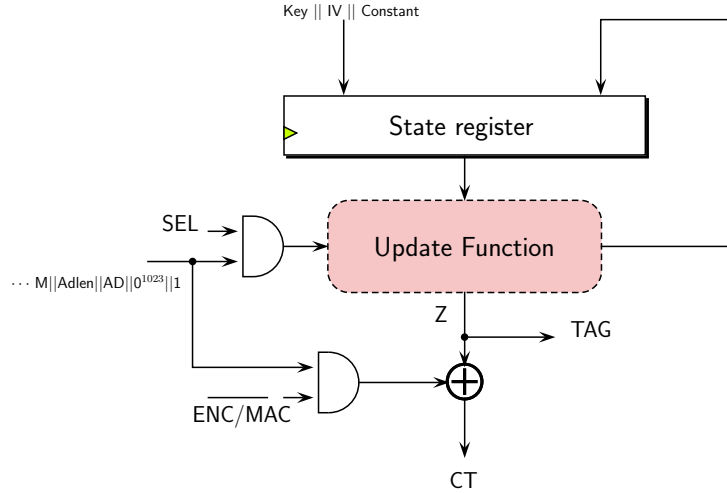 Key || IV || Constant
State register
SEL
Update Function
··· M||Adlen||AD||0¹⁰²³||1
Z
TAG
ENC/MAC
CT